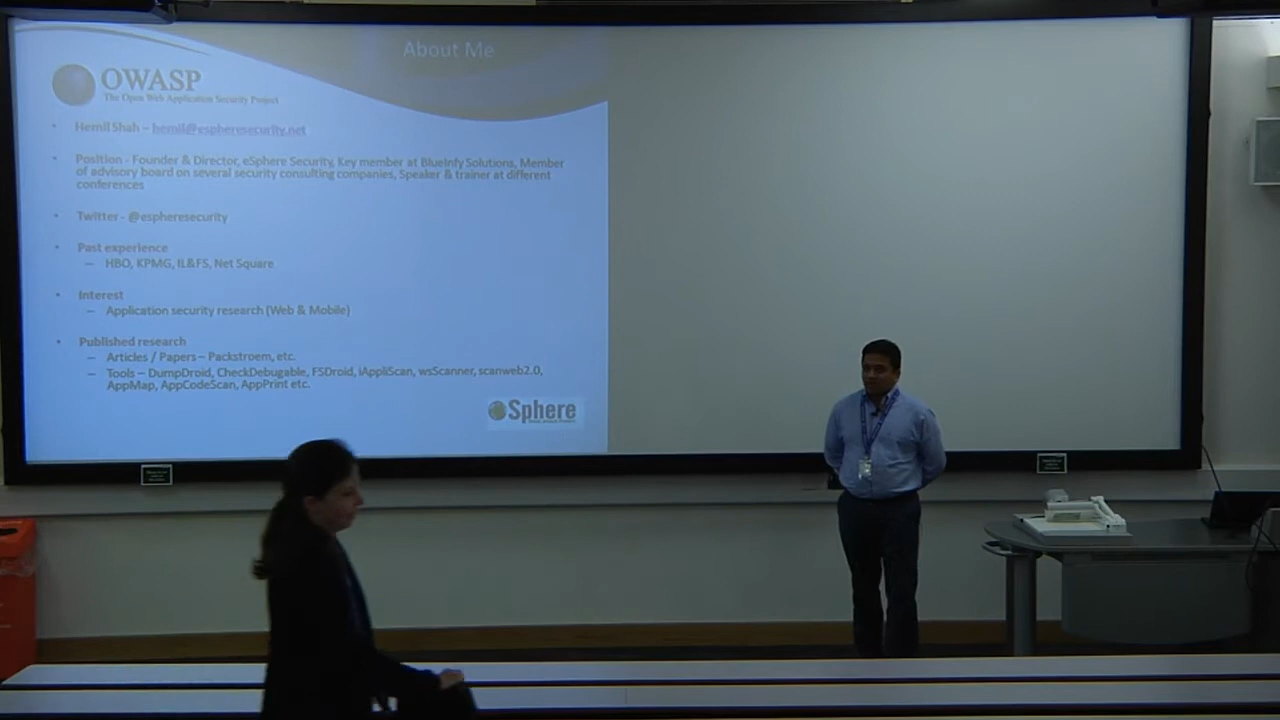 About Me
OWASP
The Open Web Application Security Project
• Hemil Shah – hemil@espheresecurity.net
• Position - Founder & Director, eSphere Security, Key member at BlueInfy Solutions, Member
of advisory board on several security consulting companies, Speaker & trainer at different
conferences
• Twitter - @espheresecurity
• Past experience
– HBO, KPMG, IL&FS, Net Square
• Interest
– Application security research (Web & Mobile)
• Published research
– Articles / Papers – Packstroem, etc.
– Tools – DumpDroid, CheckDebugable, FSDroid, iAppliScan, wsScanner, scanweb2.0,
AppMap, AppCodeScan, AppPrint etc.
Sphere